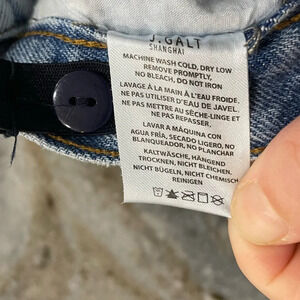 J. GALT
SHANGHAI
MACHINE WASH COLD, DRY LOW
REMOVE PROMPTLY,
NO BLEACH, DO NOT IRON
LAVAGE À LA MAIN À L'EAU FROIDE.
NE PAS UTILISER D'EAU DE JAVEL.
NE PAS METTRE AU SÈCHE-LINGE ET
NE PAS REPASSER
LAVAR A MÁQUINA CON
AGUA FRÍA, SECADO LIGERO, NO
BLANQUEADOR, NO PLANCHAR
KALTWÄSCHE, HÄNGEND
TROCKNEN, NICHT BLEICHEN.
NICHT BÜGELN, NICHT CHEMISCH
REINIGEN